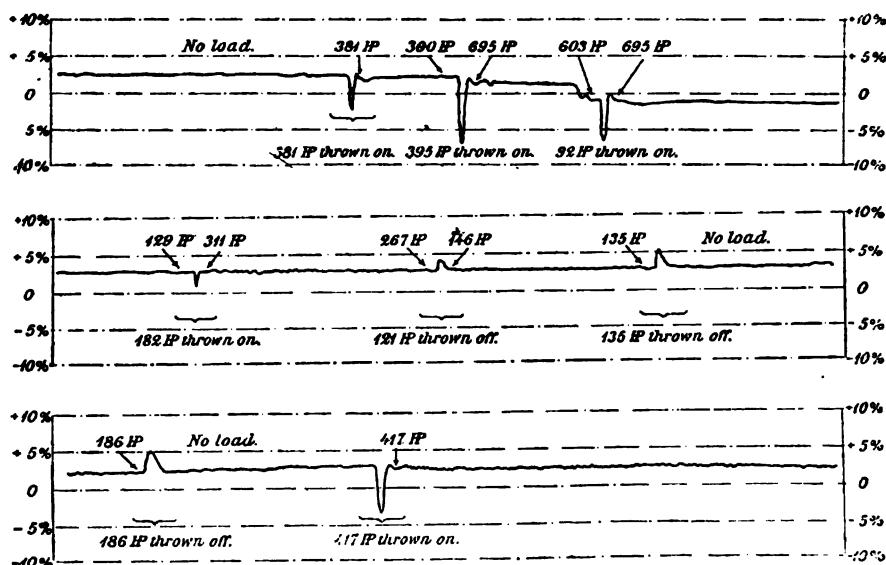 +10% +10%
No load. 381 HP 300 HP 695 HP 603 HP 695 HP
+5% +5%
0 0
5% 5%
381 HP thrown on. 395 HP thrown on. 92 HP thrown on.
10% 10%
+10% +10%
129 HP 311 HP 267 HP 146 HP 135 HP No load.
+5% +5%
0 0
-5% -5%
182 HP thrown on. 121 HP thrown off. 135 HP thrown off.
-10% -10%
+10% +10%
186 HP No load. 417 HP
+5% +5%
0 0
-5% -5%
186 HP thrown off. 417 HP thrown on.
-10% -10%